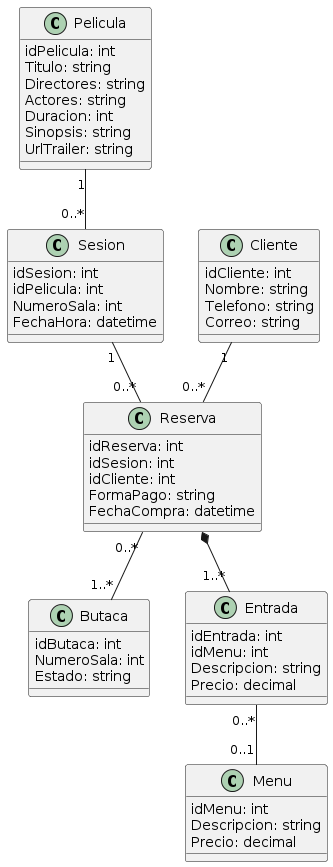 C Pelicula
idPelicula: int
Titulo: string
Directores: string
Actores: string
Duracion: int
Sinopsis: string
UrlTrailer: string
1
0..*
C Sesion
idSesion: int
idPelicula: int
NumeroSala: int
FechaHora: datetime
C Cliente
idCliente: int
Nombre: string
Telefono: string
Correo: string
1
0..*
1
0..*
C Reserva
idReserva: int
idSesion: int
idCliente: int
FormaPago: string
FechaCompra: datetime
0..*
1..*
1..*
C Butaca
idButaca: int
NumeroSala: int
Estado: string
C Entrada
idEntrada: int
idMenu: int
Descripcion: string
Precio: decimal
0..*
0..1
C Menu
idMenu: int
Descripcion: string
Precio: decimal